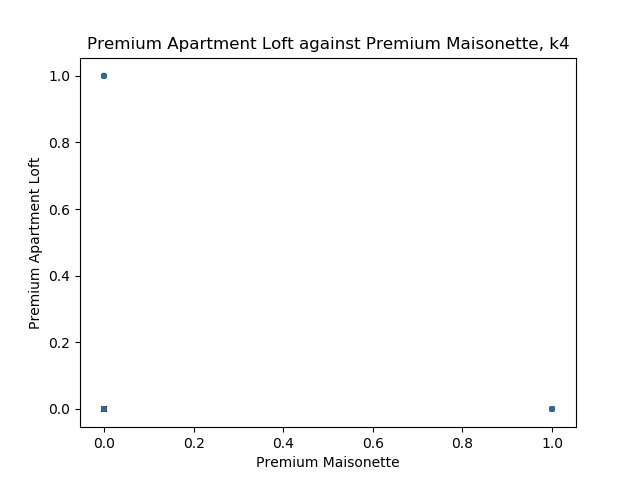 Premium Apartment Loft against Premium Maisonette, k4
1.0
0.8
0.6
0.4
0.2
0.0
Premium Apartment Loft
0.0 0.2 0.4 0.6 0.8 1.0
Premium Maisonette